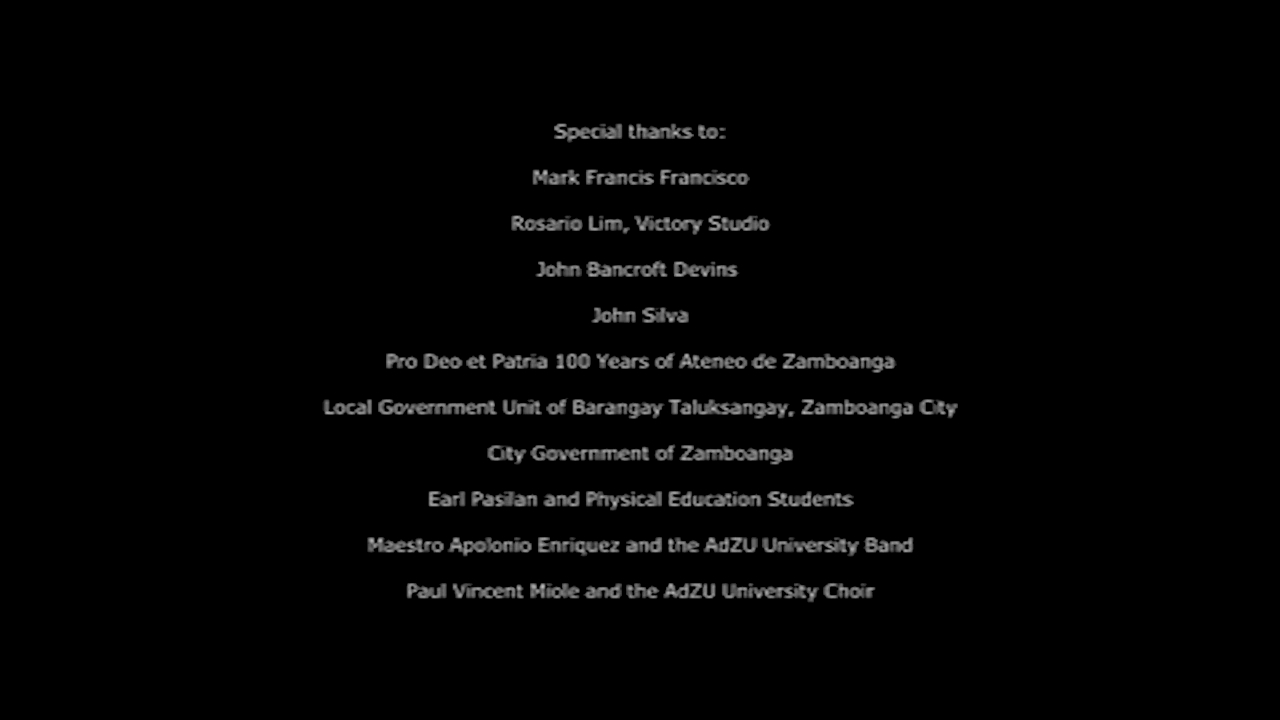 Special thanks to:
Mark Francis Francisco
Rosario Lim, Victory Studio
John Bancroft Devins
John Silva
Pro Deo et Patria 100 Years of Ateneo de Zamboanga
Local Government Unit of Barangay Taluksangay, Zamboanga City
City Government of Zamboanga
Earl Pasilan and Physical Education Students
Maestro Apolonio Enriquez and the AdZU University Band
Paul Vincent Miole and the AdZU University Choir